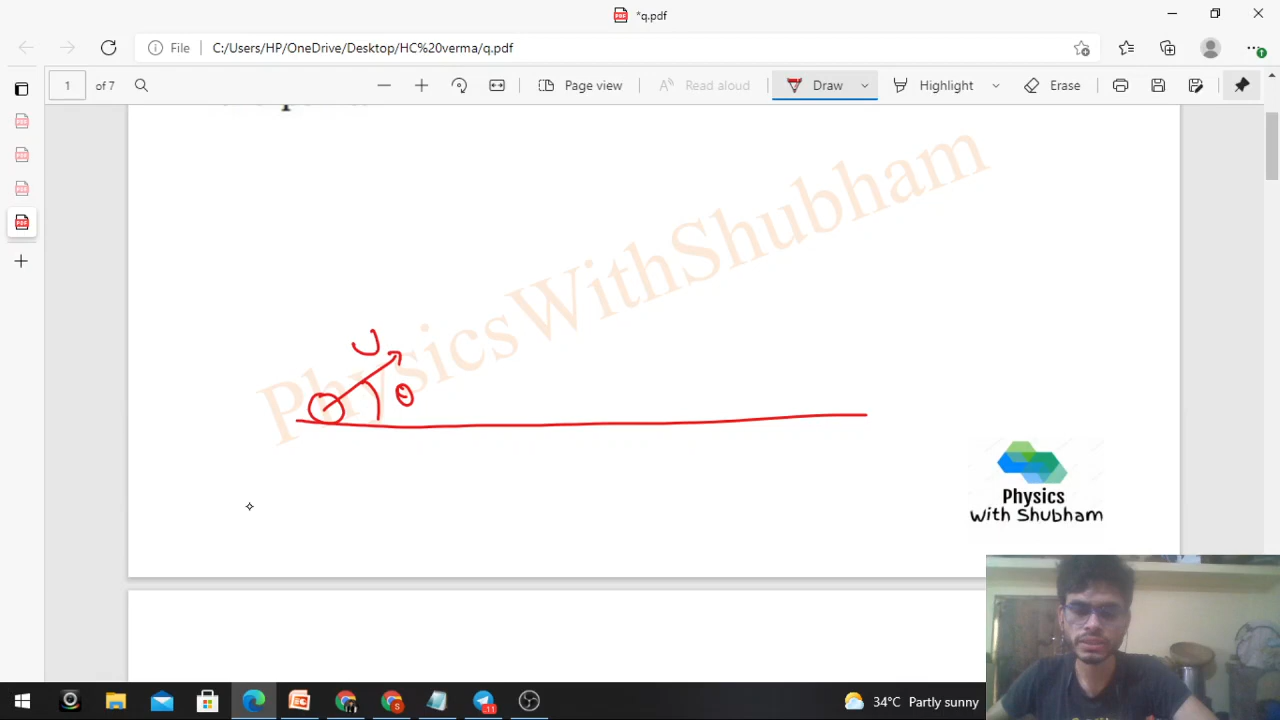 *q.pdf
File C:/Users/HP/OneDrive/Desktop/HC%20verma/q.pdf
1 of 7 Page view Read aloud Draw Highlight Erase
PhysicsWithShubham
U
θ
Physics
With Shubham
34°C Partly sunny